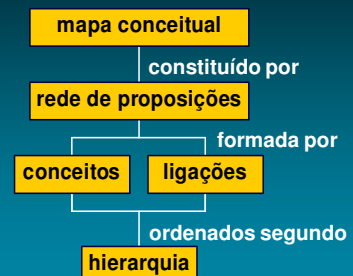 mapa conceitual
constituído por
rede de proposições
formada por
conceitos ligações
ordenados segundo
hierarquia